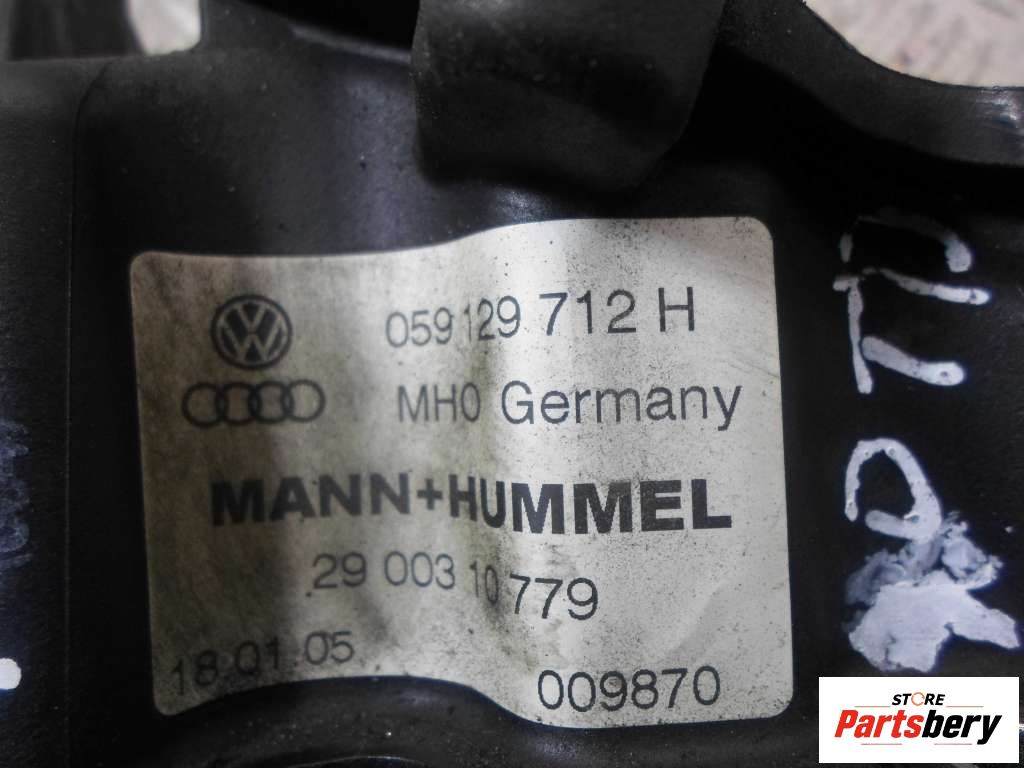 059 129 712 H
MH0 Germany
MANN+HUMMEL
29 003 10 779
18.01.05
009870
STORE
Partsbery